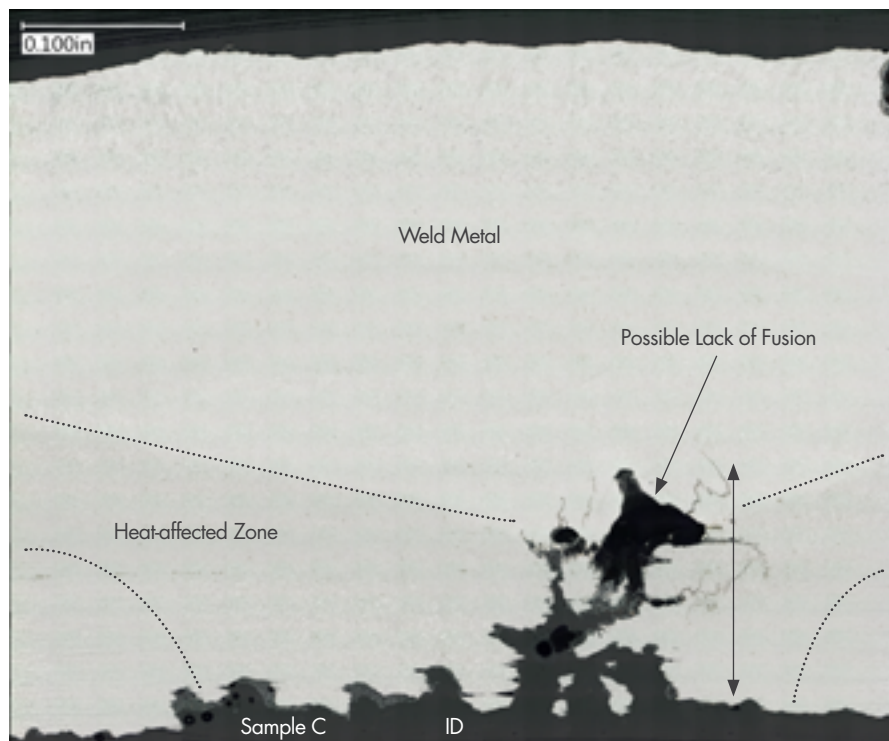 0.100in
Weld Metal
Possible Lack of Fusion
Heat-affected Zone
Sample C
ID